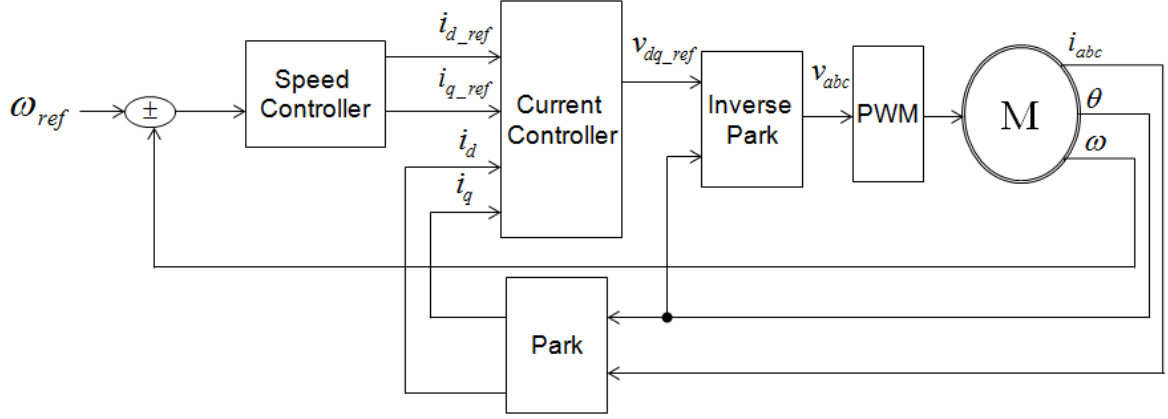 ω_ref
±
Speed
Controller
i_d_ref
i_q_ref
i_d
i_q
Current
Controller
v_dq_ref
Inverse
Park
v_abc
PWM
M
i_abc
θ
ω
Park